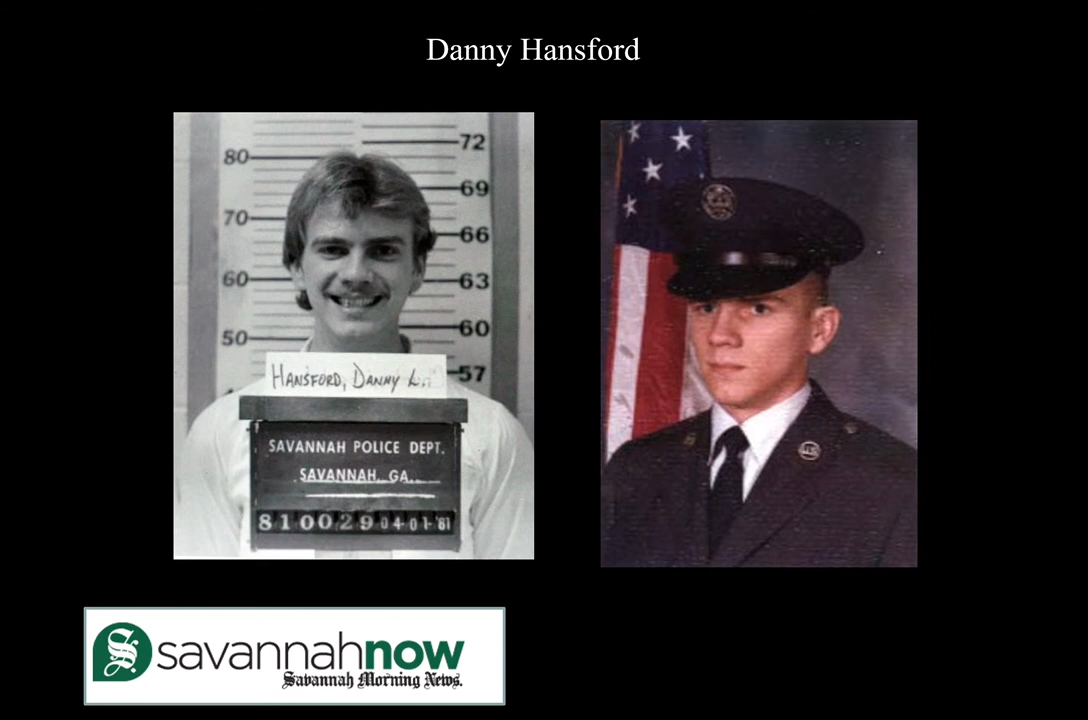 Danny Hansford
80 72
69
70 66
60 63
50 60
57
HANSFORD, DANNY L.
SAVANNAH POLICE DEPT.
SAVANNAH, GA.
810029 04-01-'81
S savannahnow
Savannah Morning News.